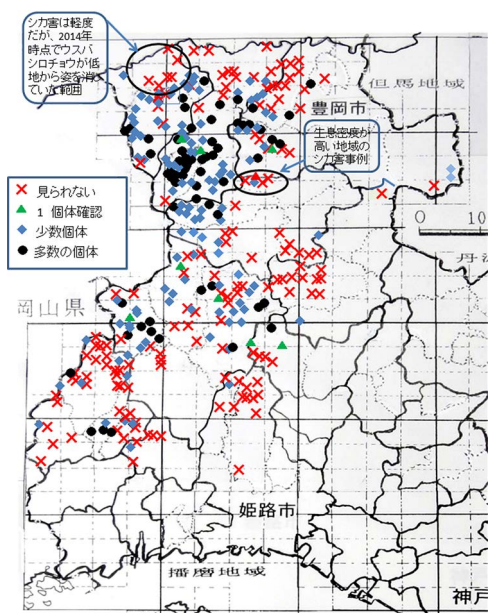 シカ害は軽度
だが、2014年
時点でウスバ
シロチョウが低
地から姿を消し
ていた範囲
但馬地域
豊岡市
生息密度が
高い地域の
シカ害事例
見られない
1 個体確認
少数個体
多数の個体
0
10
丹波
岡山県
姫路市
播磨地域
神戸